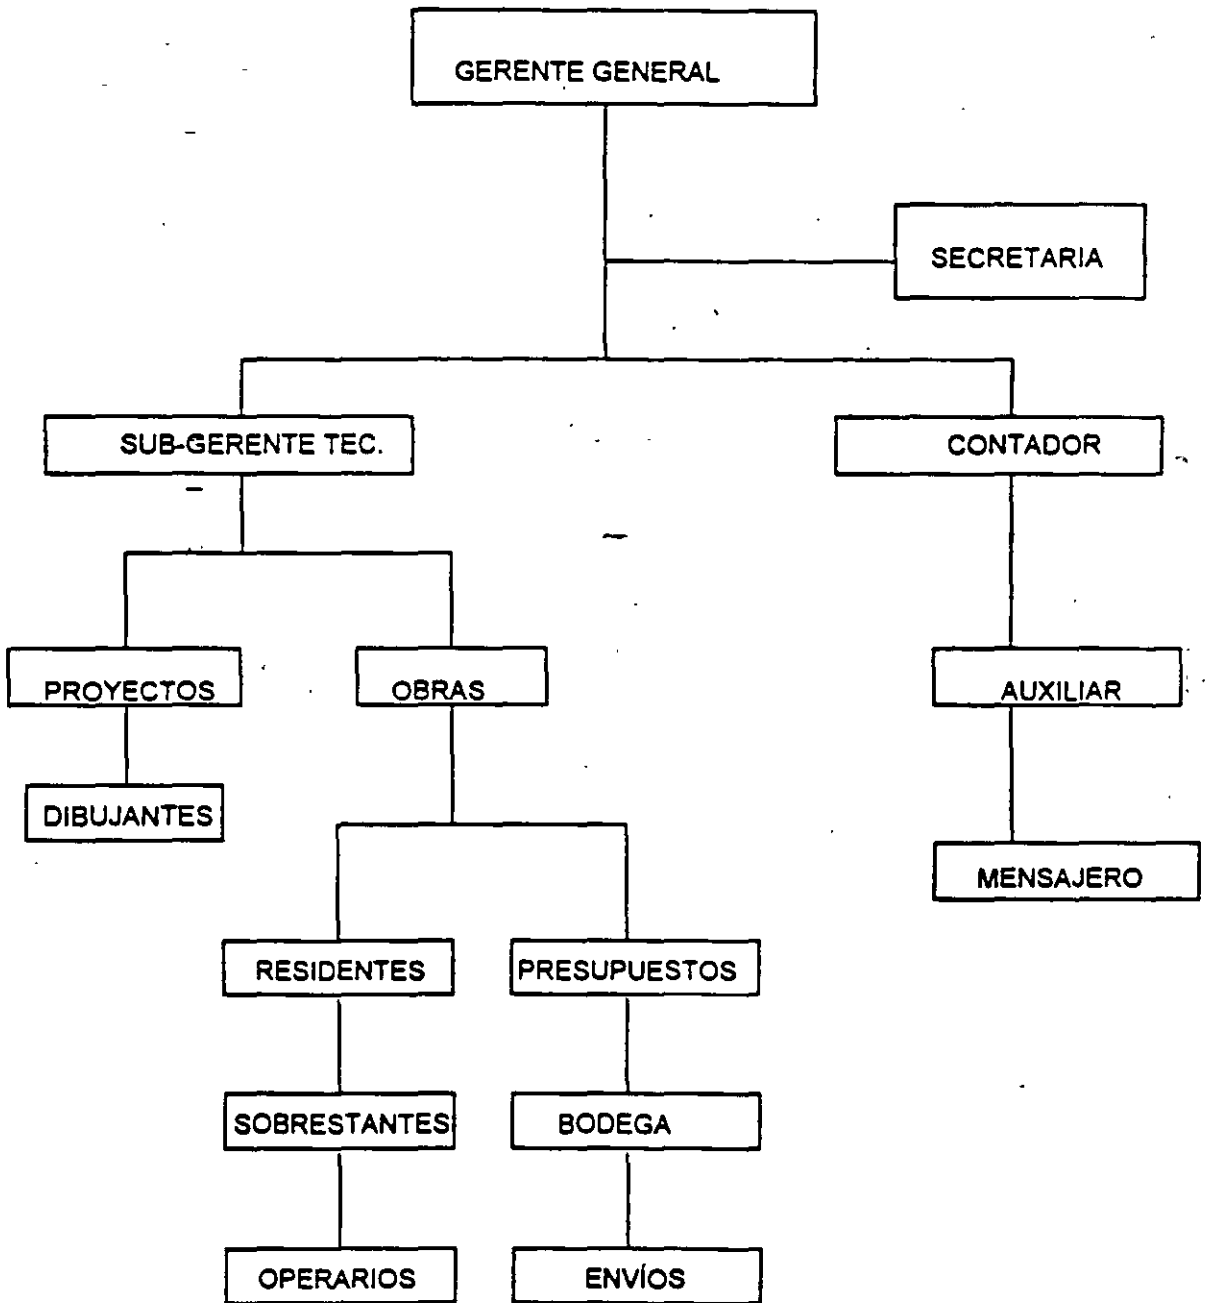 GERENTE GENERAL
SECRETARIA
SUB-GERENTE TEC.
CONTADOR
PROYECTOS
OBRAS
AUXILIAR
DIBUJANTES
MENSAJERO
RESIDENTES
PRESUPUESTOS
SOBRESTANTES
BODEGA
OPERARIOS
ENVÍOS